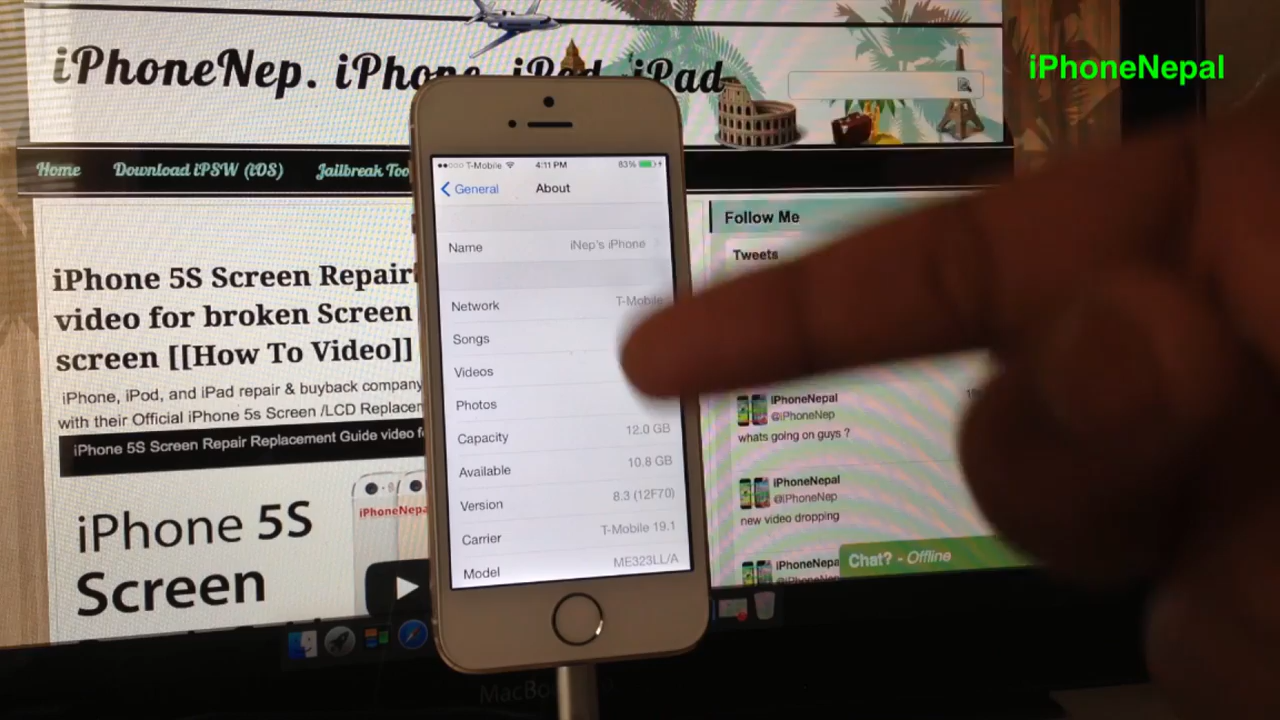 iPhoneNep. iPhone, iPod, iPad
iPhoneNepal
Home
Download iPSW (iOS)
Jailbreak Too
T-Mobile
4:11 PM
83%
General
About
Name
iNep's iPhone
Network
T-Mobile
Songs
Videos
Photos
Capacity
12.0 GB
Available
10.8 GB
Version
8.3 (12F70)
Carrier
T-Mobile 19.1
Model
ME323LL/A
iPhone 5S Screen Repair
video for broken Screen
screen [[How To Video]]
iPhone, iPod, and iPad repair & buyback company
with their Official iPhone 5s Screen /LCD Replacem
iPhone 5S Screen Repair Replacement Guide video f
iPhone 5S
Screen
iPhoneNepa
Follow Me
Tweets
iPhoneNepal
@iPhoneNep
whats going on guys ?
iPhoneNepal
@iPhoneNep
new video dropping
iPhoneNepa
Chat? - Offline
MacBoo